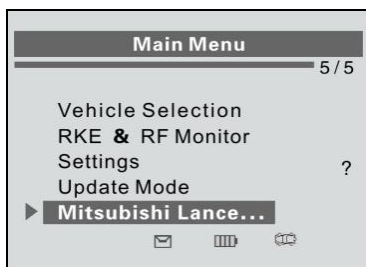 Main Menu
5/5
Vehicle Selection
RKE & RF Monitor
Settings
?
Update Mode
Mitsubishi Lance...